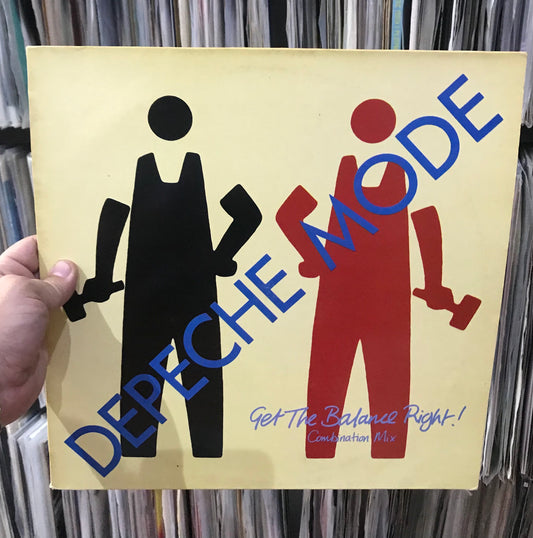 DEPECHE MODE
Get The Balance Right!
Combination Mix